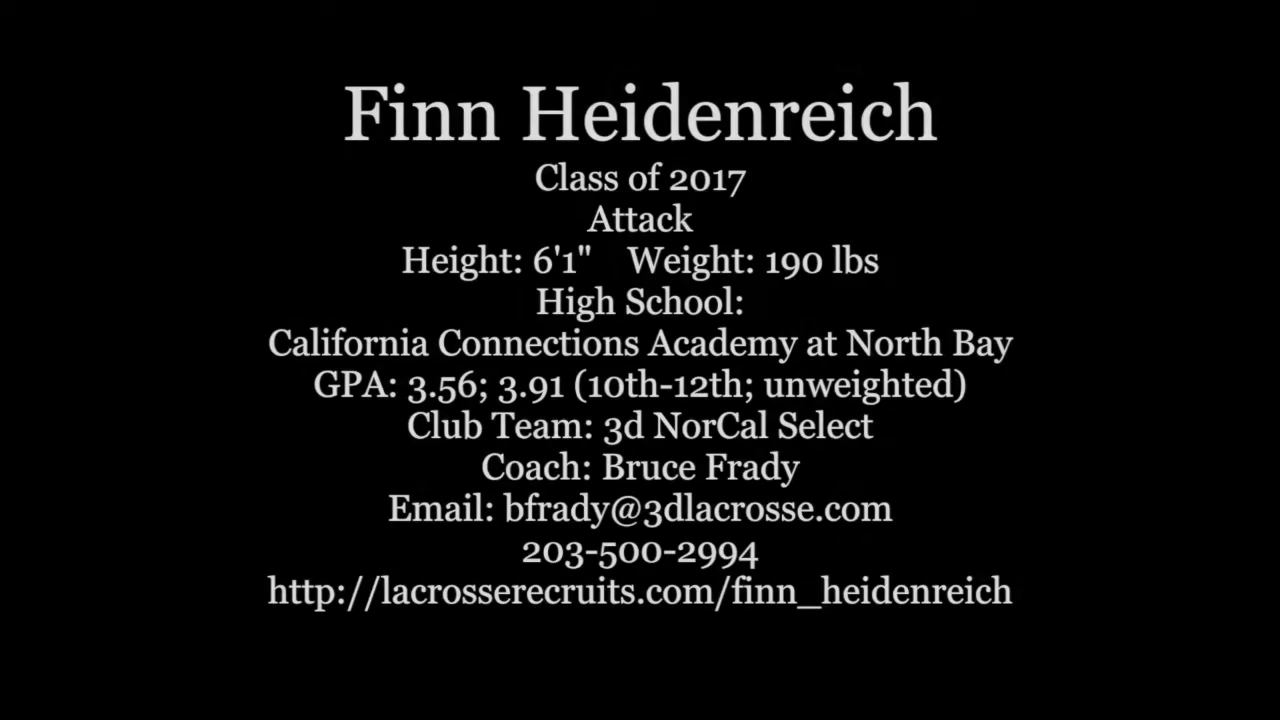 Finn Heidenreich
Class of 2017
Attack
Height: 6'1" Weight: 190 lbs
High School:
California Connections Academy at North Bay
GPA: 3.56; 3.91 (10th-12th; unweighted)
Club Team: 3d NorCal Select
Coach: Bruce Frady
Email: bfrady@3dlacrosse.com
203-500-2994
http://lacrosserecruits.com/finn_heidenreich